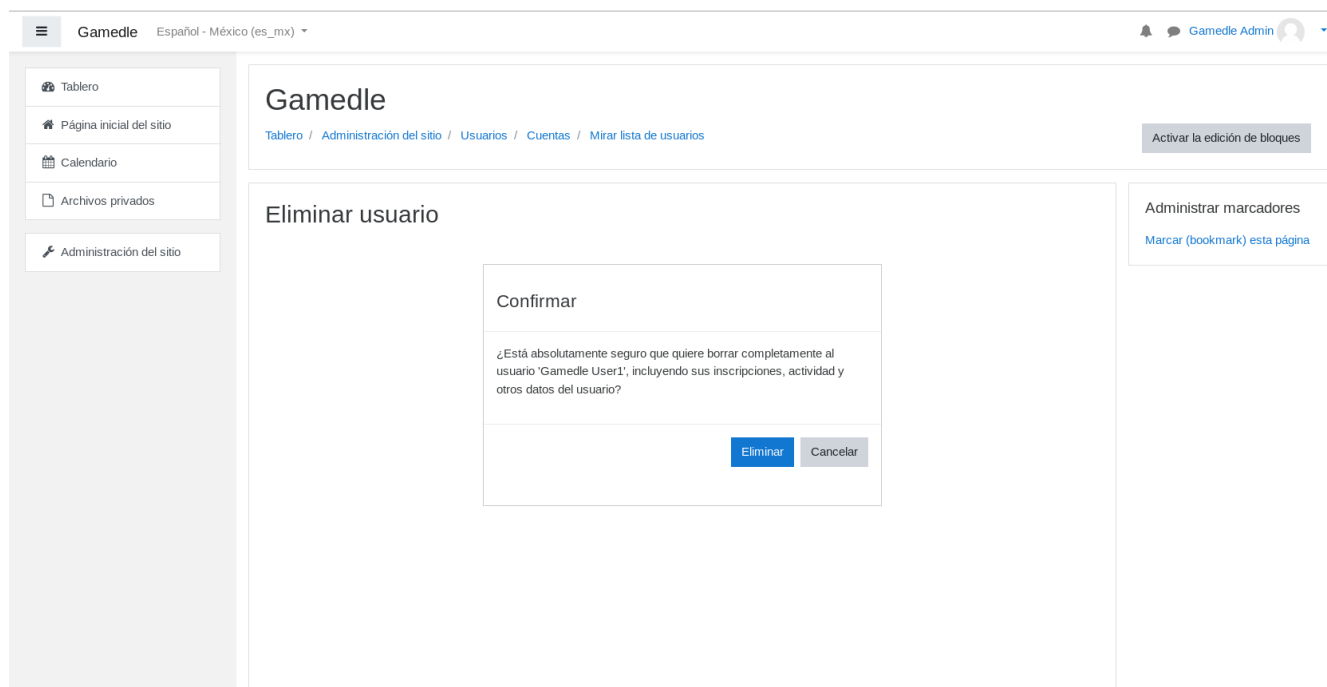 Gamedle Español - México (es_mx) Gamedle Admin
Tablero
Página inicial del sitio
Calendario
Archivos privados
Administración del sitio
Gamedle
Tablero / Administración del sitio / Usuarios / Cuentas / Mirar lista de usuarios
Activar la edición de bloques
Eliminar usuario
Confirmar
¿Está absolutamente seguro que quiere borrar completamente al
usuario 'Gamedle User1', incluyendo sus inscripciones, actividad y
otros datos del usuario?
Eliminar Cancelar
Administrar marcadores
Marcar (bookmark) esta página